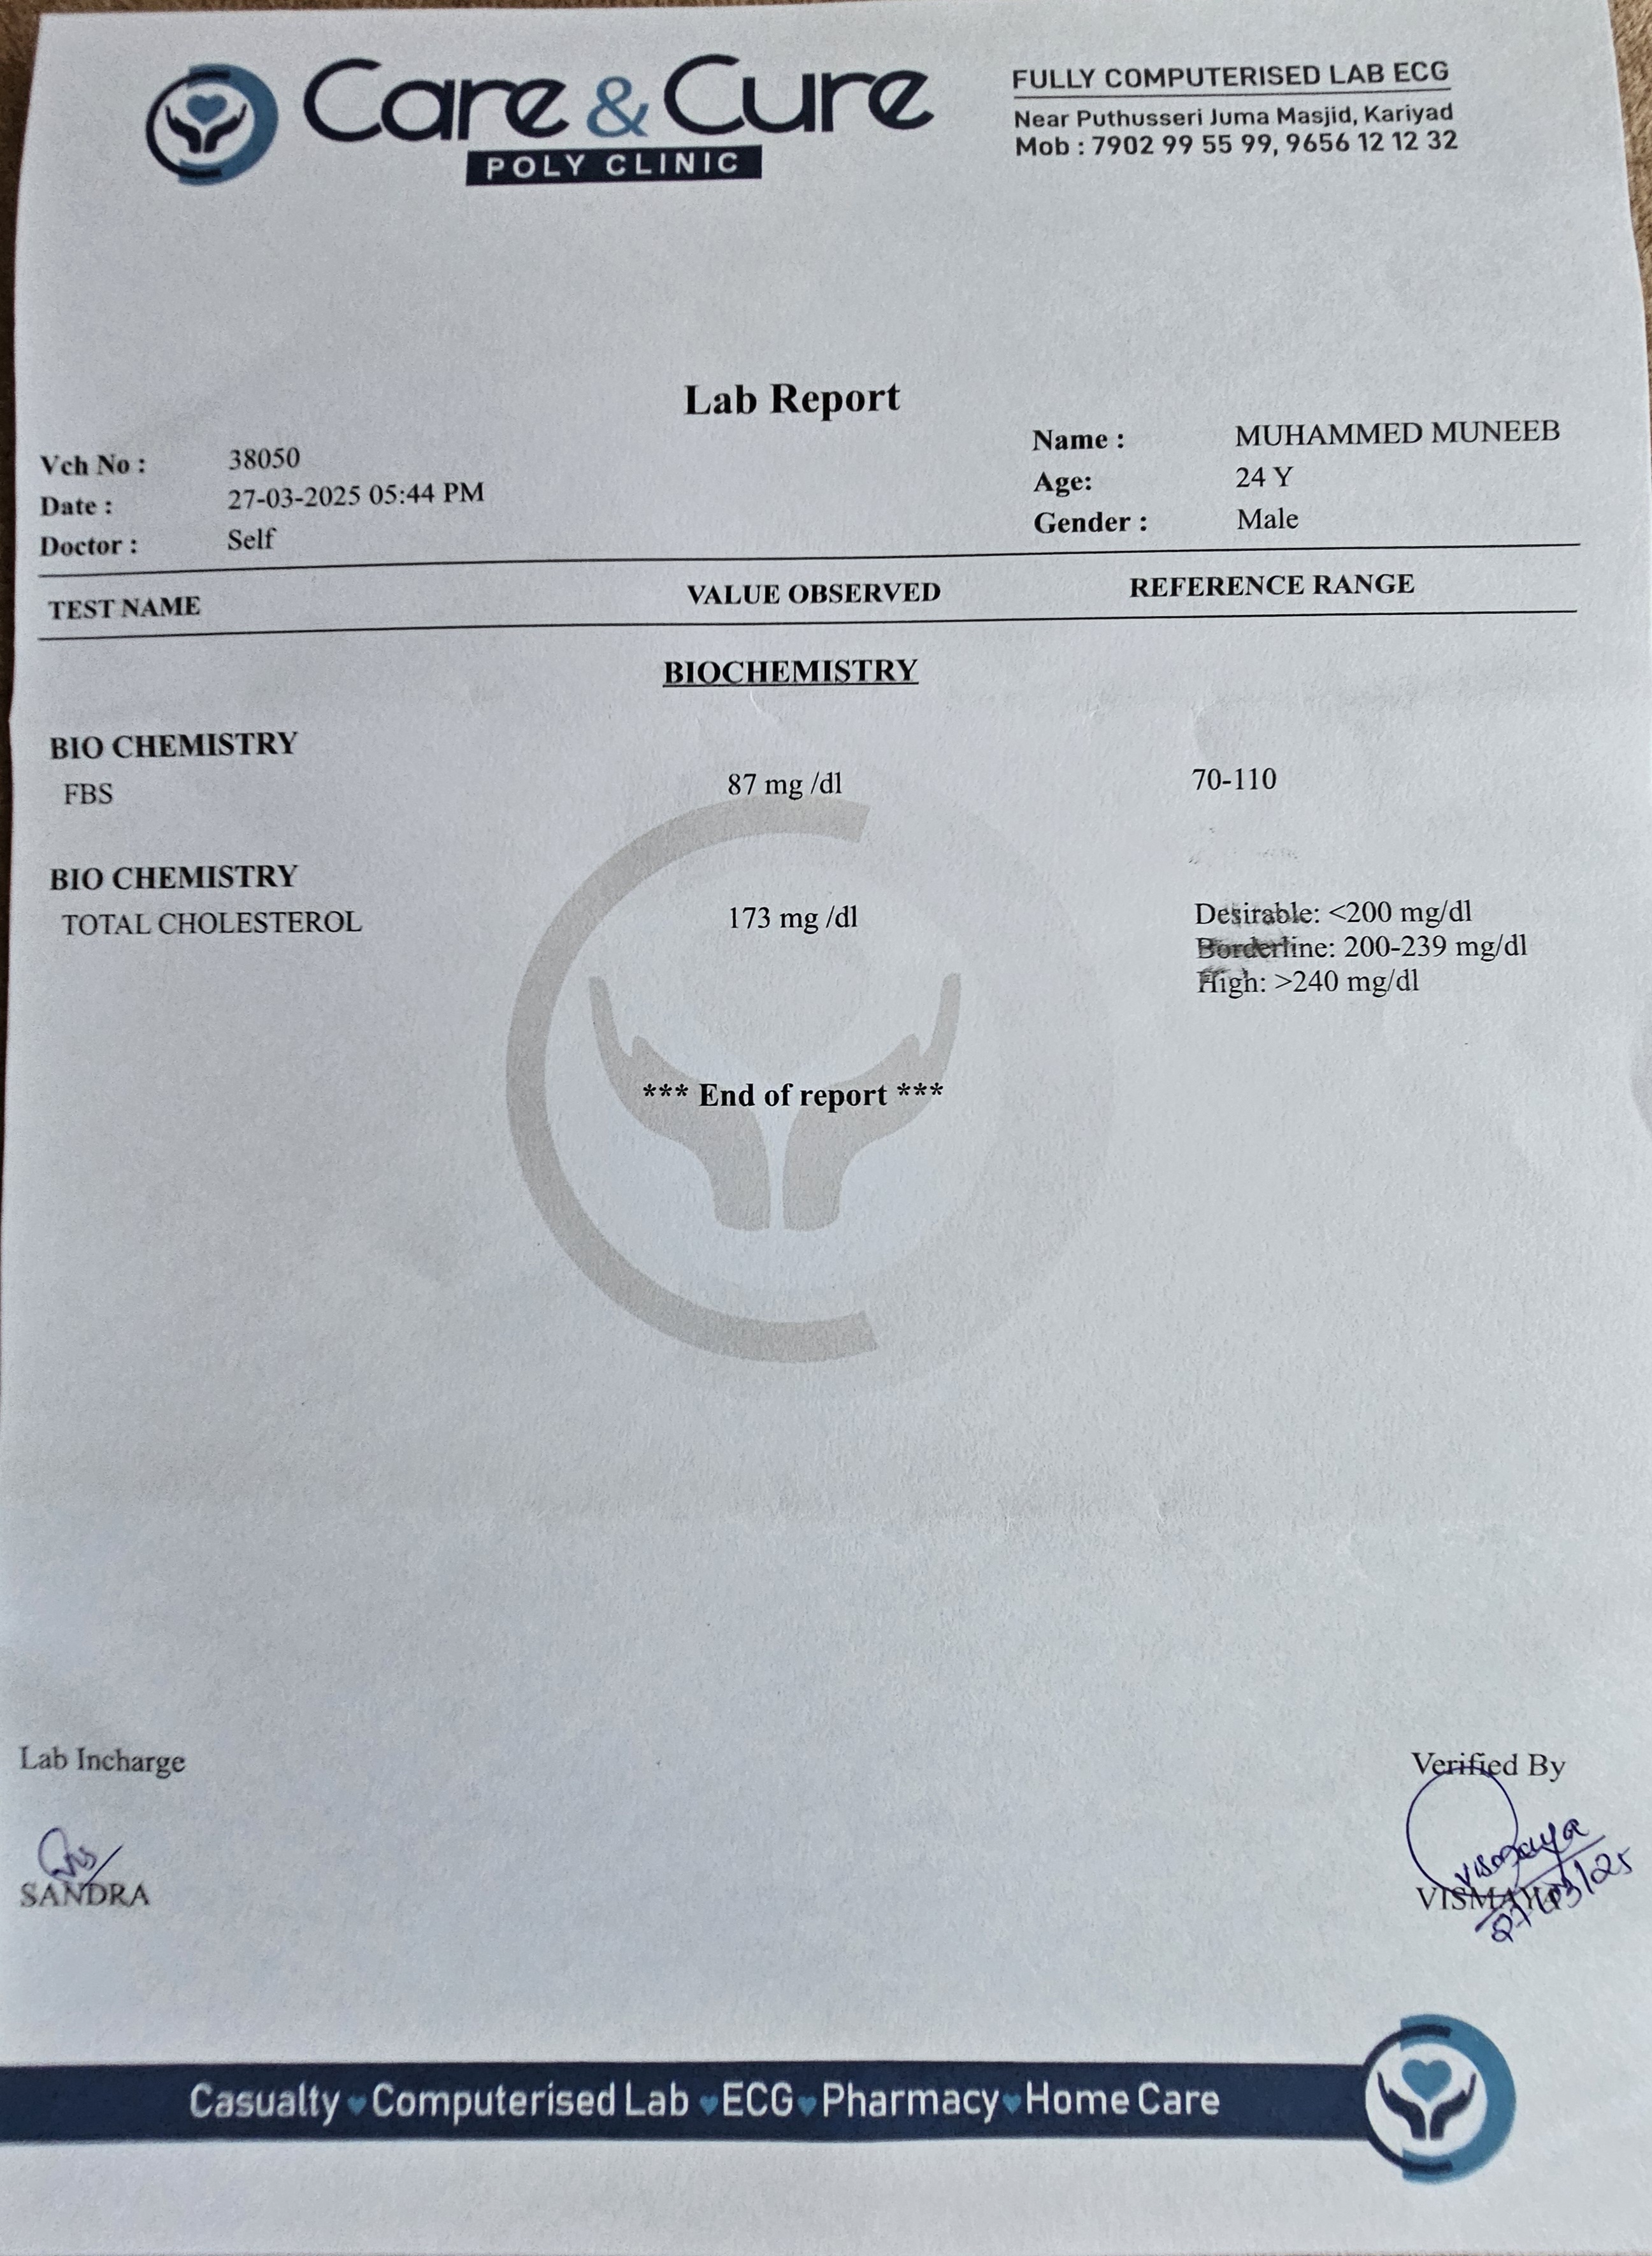 Care & Cure
POLY CLINIC
FULLY COMPUTERISED LAB ECG
Near Puthusseri Juma Masjid, Kariyad
Mob : 7902 99 55 99, 9656 12 12 32
Lab Report
Vch No : 38050
Date : 27-03-2025 05:44 PM
Doctor : Self
Name : MUHAMMED MUNEEB
Age: 24 Y
Gender : Male
TEST NAME VALUE OBSERVED REFERENCE RANGE
BIOCHEMISTRY
BIO CHEMISTRY
FBS 87 mg /dl 70-110
BIO CHEMISTRY
TOTAL CHOLESTEROL 173 mg /dl Desirable: <200 mg/dl
Borderline: 200-239 mg/dl
High: >240 mg/dl
*** End of report ***
Lab Incharge
SANDRA
Verified By
Vismaya
VISMAYA
27/03/25
Casualty Computerised Lab ECG Pharmacy Home Care